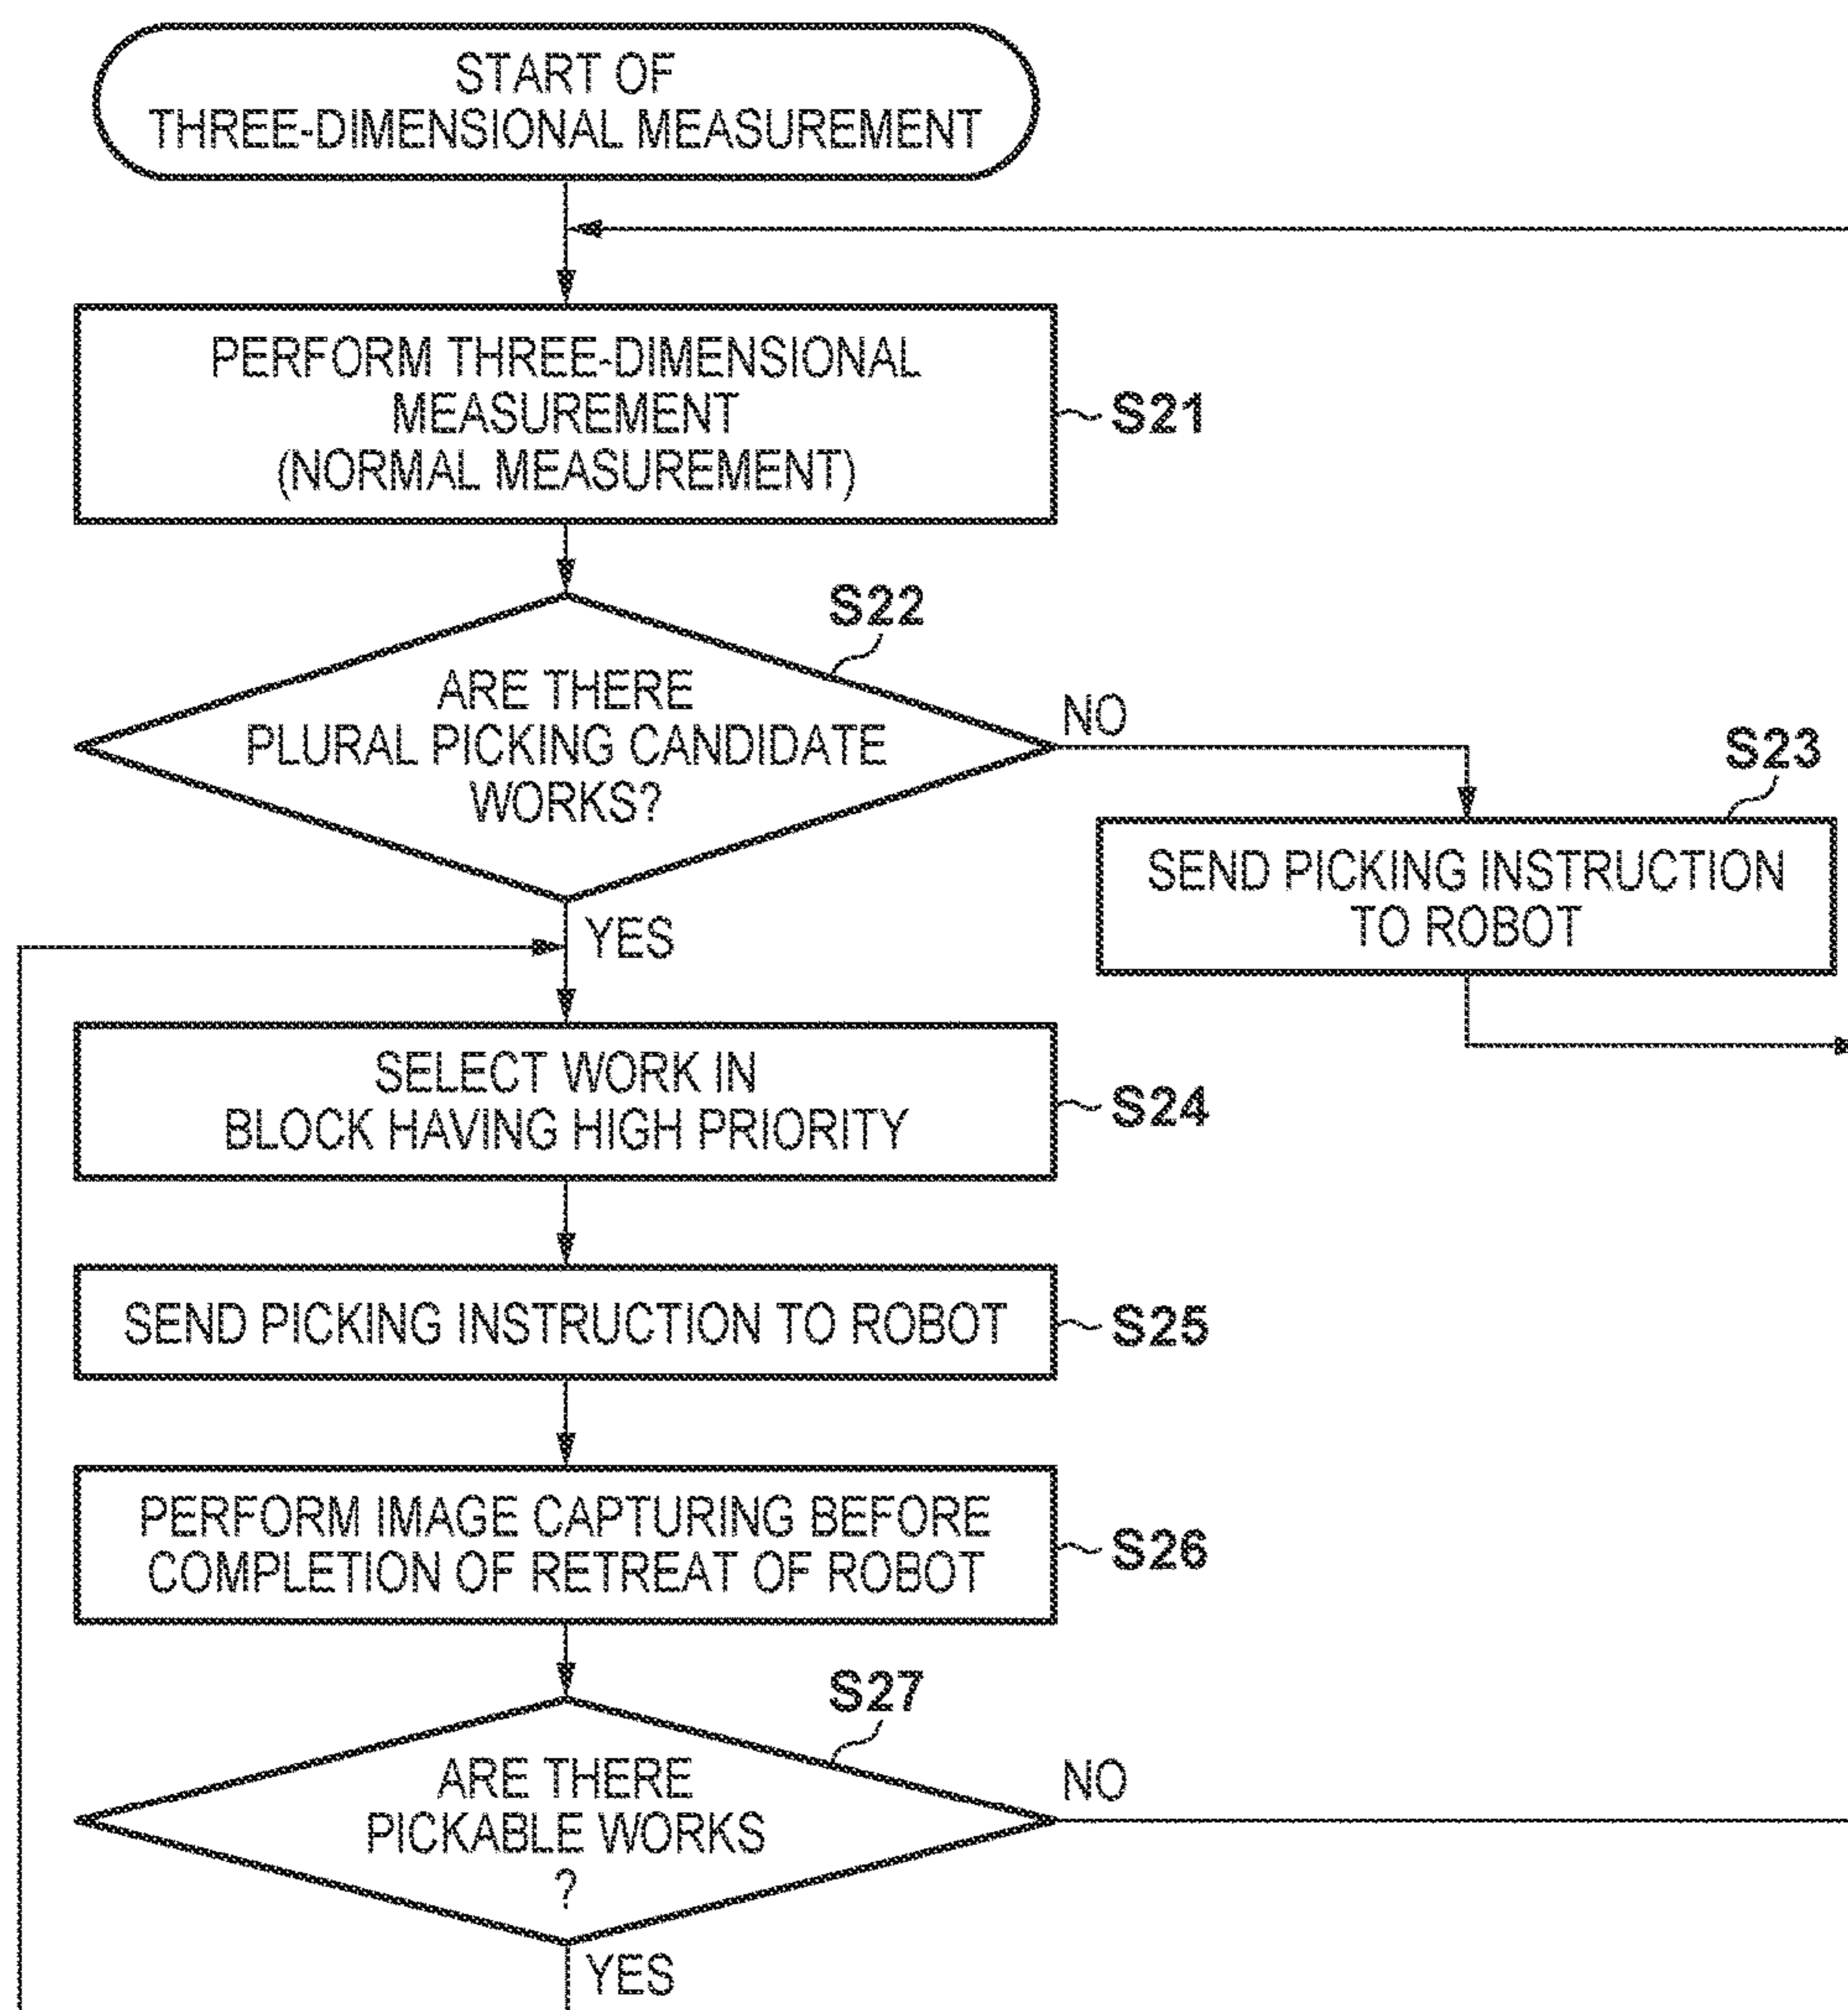 START OF
THREE-DIMENSIONAL MEASUREMENT
PERFORM THREE-DIMENSIONAL
MEASUREMENT
(NORMAL MEASUREMENT)
S21
S22
ARE THERE
PLURAL PICKING CANDIDATE
WORKS?
NO
S23
SEND PICKING INSTRUCTION
TO ROBOT
YES
SELECT WORK IN
BLOCK HAVING HIGH PRIORITY
S24
SEND PICKING INSTRUCTION TO ROBOT
S25
PERFORM IMAGE CAPTURING BEFORE
COMPLETION OF RETREAT OF ROBOT
S26
S27
ARE THERE
PICKABLE WORKS
?
NO
YES